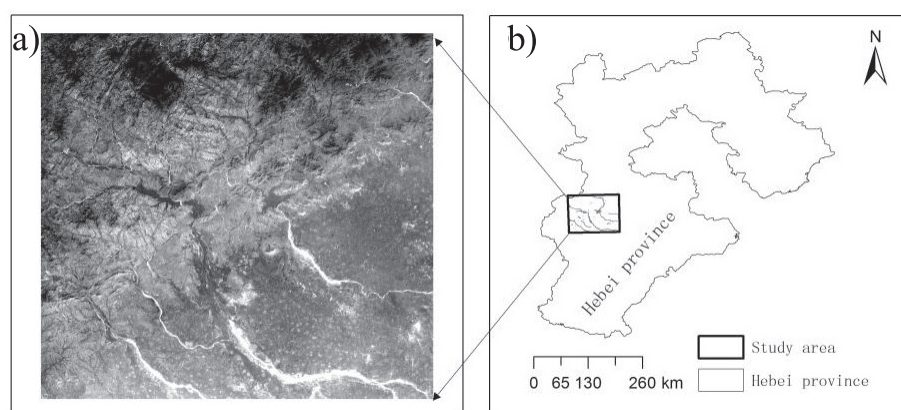 a)
b)
N
Hebei province
Study area
Hebei province
0 65 130 260 km